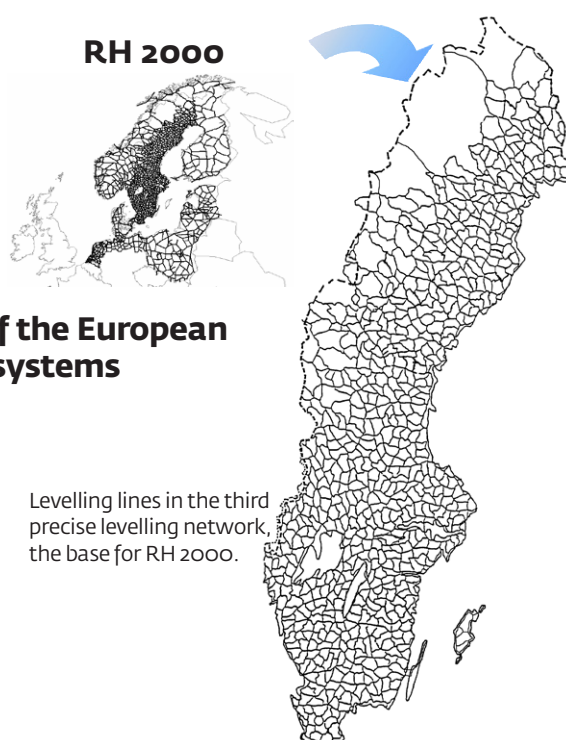 RH 2000
f the European
systems
Levelling lines in the third
precise levelling network,
the base for RH 2000.